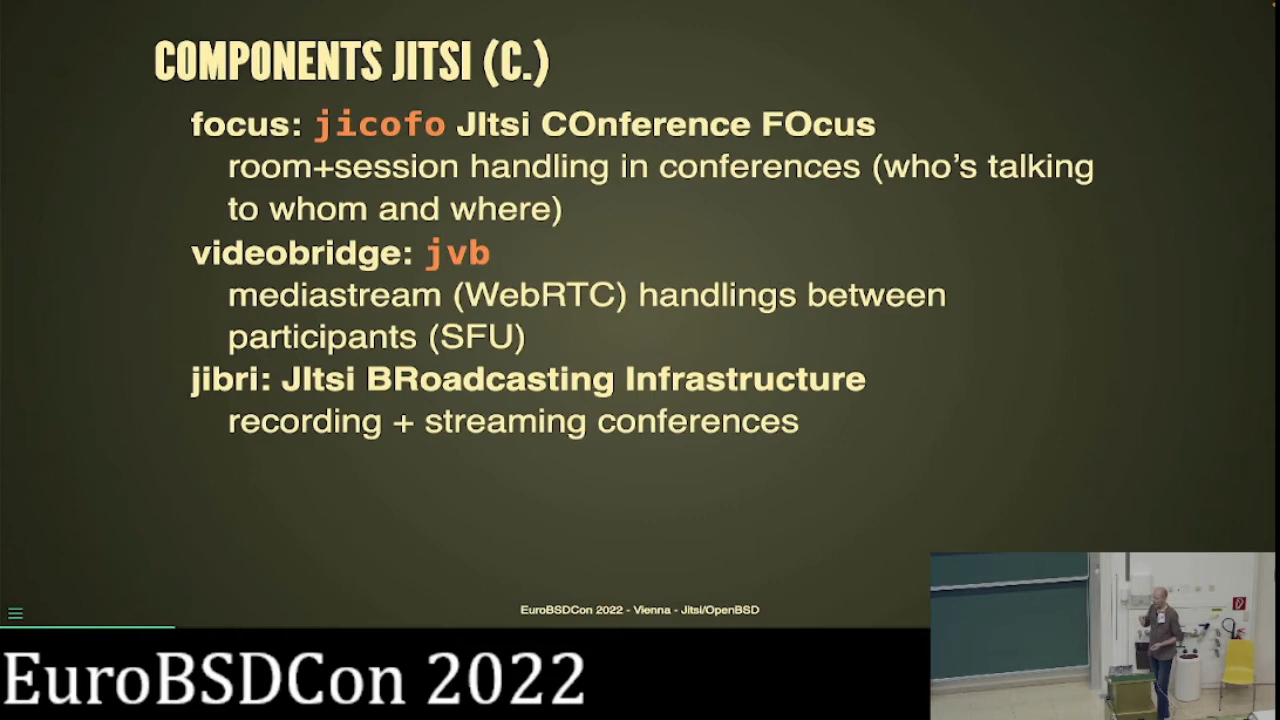 COMPONENTS JITSI (C.)
focus: jicofo JItsi COnference FOcus
room+session handling in conferences (who's talking
to whom and where)
videobridge: jvb
mediastream (WebRTC) handlings between
participants (SFU)
jibri: JItsi BRoadcasting Infrastructure
recording + streaming conferences
EuroBSDCon 2022 - Vienna - Jitsi/OpenBSD
EuroBSDCon 2022